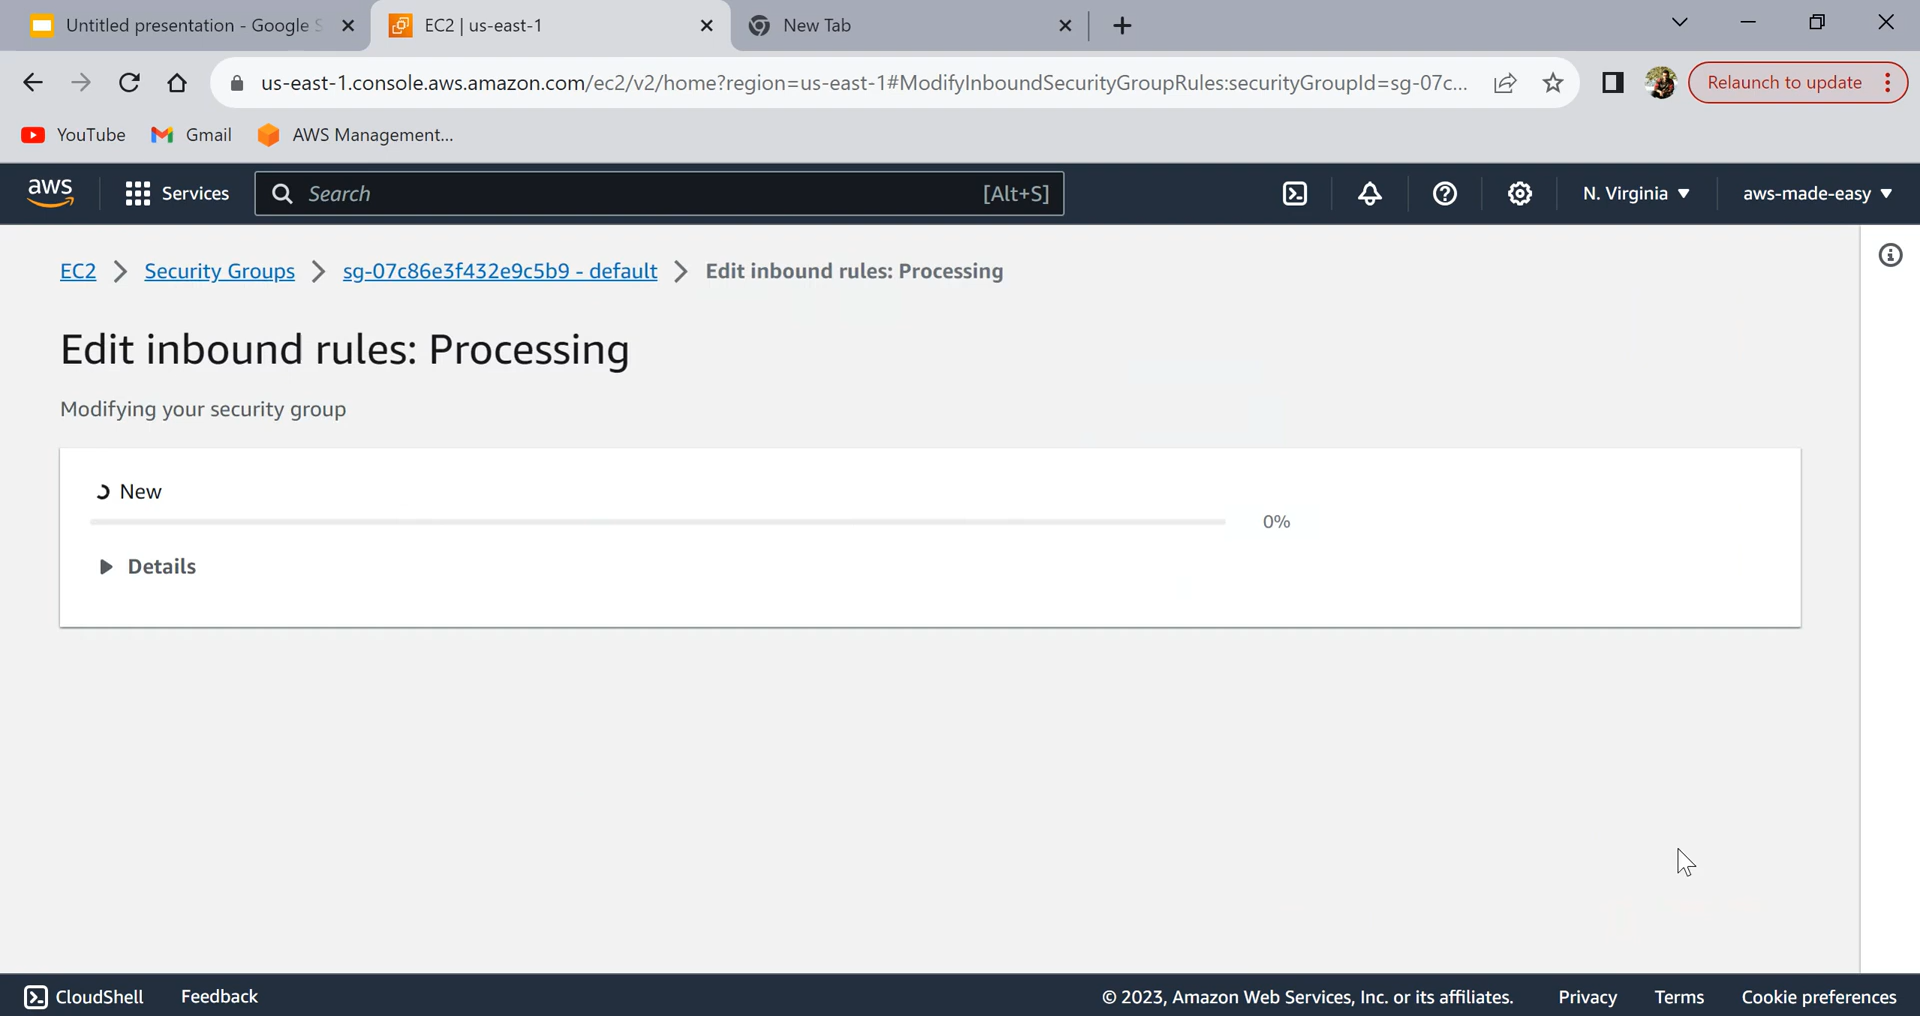 Untitled presentation - Google S
EC2 | us-east-1
New Tab
us-east-1.console.aws.amazon.com/ec2/v2/home?region=us-east-1#ModifyInboundSecurityGroupRules:securityGroupId=sg-07c...
Relaunch to update
YouTube
Gmail
AWS Management...
aws
Services
Search
[Alt+S]
N. Virginia
aws-made-easy
EC2
Security Groups
sg-07c86e3f432e9c5b9 - default
Edit inbound rules: Processing
Edit inbound rules: Processing
Modifying your security group
New
0%
Details
CloudShell
Feedback
© 2023, Amazon Web Services, Inc. or its affiliates.
Privacy
Terms
Cookie preferences